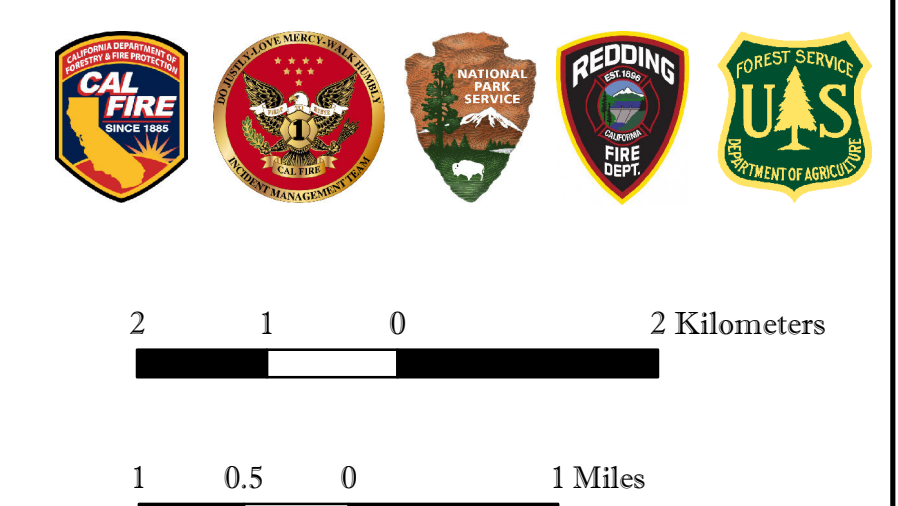 CALIFORNIA DEPARTMENT OF
FORESTRY & FIRE PROTECTION
CAL
FIRE
SINCE 1885
DO JUSTLY-LOVE MERCY-WALK HUMBLY
1
CAL FIRE
INCIDENT MANAGEMENT TEAM
NATIONAL
PARK
SERVICE
REDDING
EST. 1896
CALIFORNIA
FIRE
DEPT.
FOREST SERVICE
U S
DEPARTMENT OF AGRICULTURE
2 1 0 2 Kilometers
1 0.5 0 1 Miles